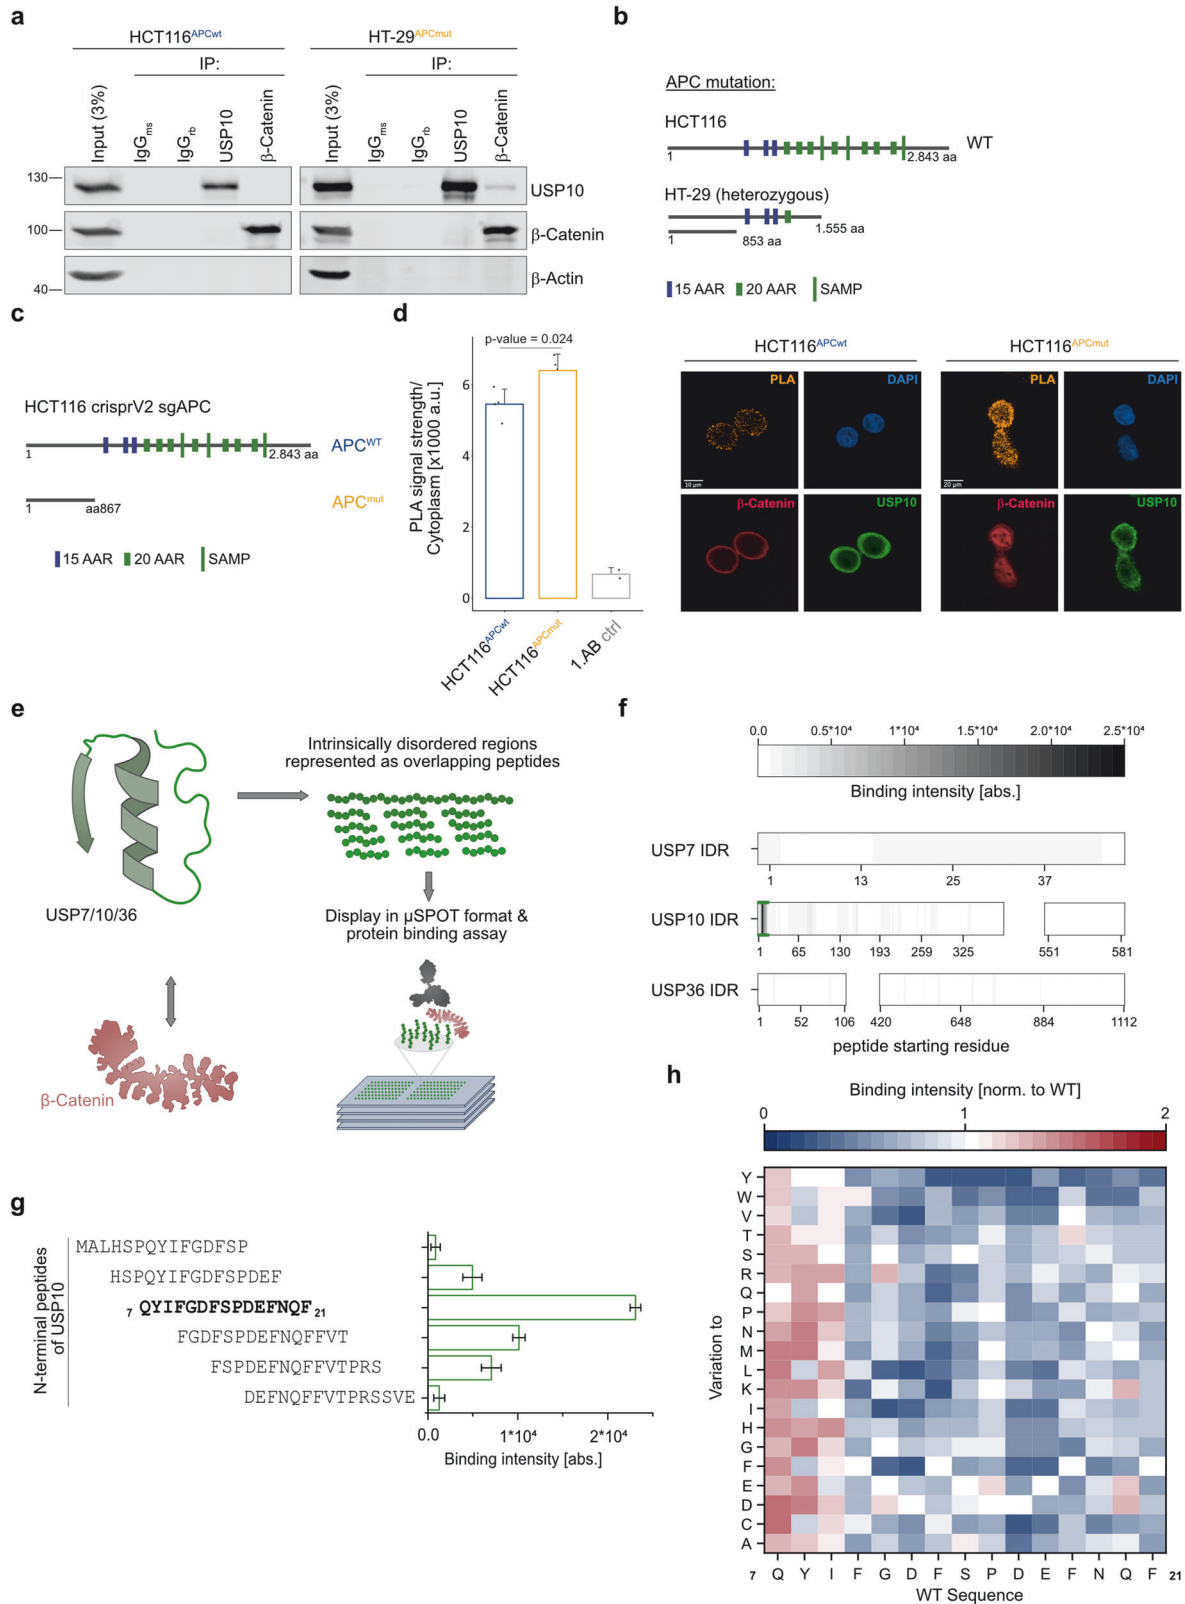 a
HCT116APCwt
HT-29APCmut
IP:
IP:
Input (3%)
IgGms
IgGrb
USP10
β-Catenin
Input (3%)
IgGms
IgGrb
USP10
β-Catenin
130
USP10
100
β-Catenin
40
β-Actin
b
APC mutation:
HCT116
1
2.843 aa
WT
HT-29 (heterozygous)
1.555 aa
1
853 aa
15 AAR
20 AAR
SAMP
c
HCT116 crisprV2 sgAPC
1
2.843 aa
APCWT
1
aa867
APCmut
15 AAR
20 AAR
SAMP
d
p-value = 0.024
PLA signal strength/
Cytoplasm [x1000 a.u.]
6
4
2
0
HCT116APCwt
HCT116APCmut
1.AB ctrl
HCT116APCwt
HCT116APCmut
PLA
DAPI
PLA
DAPI
10 µm
20 µm
β-Catenin
USP10
β-Catenin
USP10
e
Intrinsically disordered regions
represented as overlapping peptides
USP7/10/36
Display in µSPOT format &
protein binding assay
β-Catenin
f
0.0 0.5*10⁴ 1*10⁴ 1.5*10⁴ 2.0*10⁴ 2.5*10⁴
Binding intensity [abs.]
USP7 IDR
1 13 25 37
USP10 IDR
1 65 130 193 259 325 551 581
USP36 IDR
1 52 106 420 648 884 1112
peptide starting residue
g
N-terminal peptides
of USP10
MALHSPQYIFGDFSP
HSPQYIFGDFSPDEF
7 QYIFGDFSPDEFNQF 21
FGDFSPDEFNQFFVT
FSPDEFNQFFVTPRS
DEFNQFFVTPRSSVE
0.0 1*10⁴ 2*10⁴
Binding intensity [abs.]
h
Binding intensity [norm. to WT]
0 1 2
Variation to
Y
W
V
T
S
R
Q
P
N
M
L
K
I
H
G
F
E
D
C
A
7 Q Y I F G D F S P D E F N Q F 21
WT Sequence